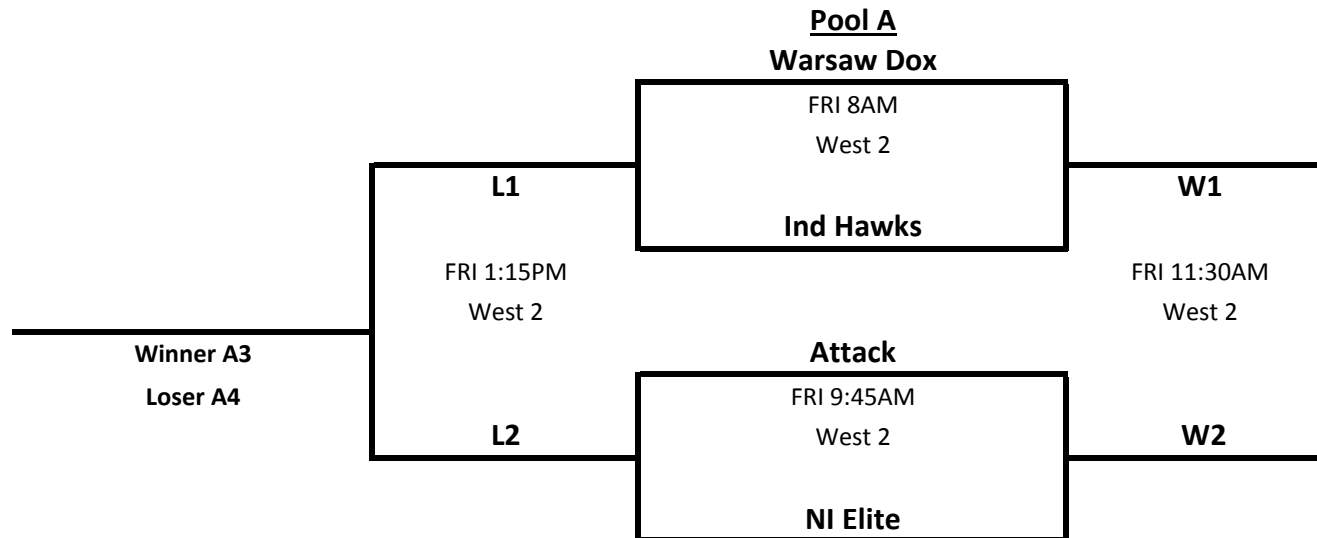 Pool A
Warsaw Dox
FRI 8AM
West 2
L1
W1
Ind Hawks
FRI 1:15PM
FRI 11:30AM
West 2
West 2
Winner A3
Attack
Loser A4
FRI 9:45AM
L2
West 2
W2
NI Elite